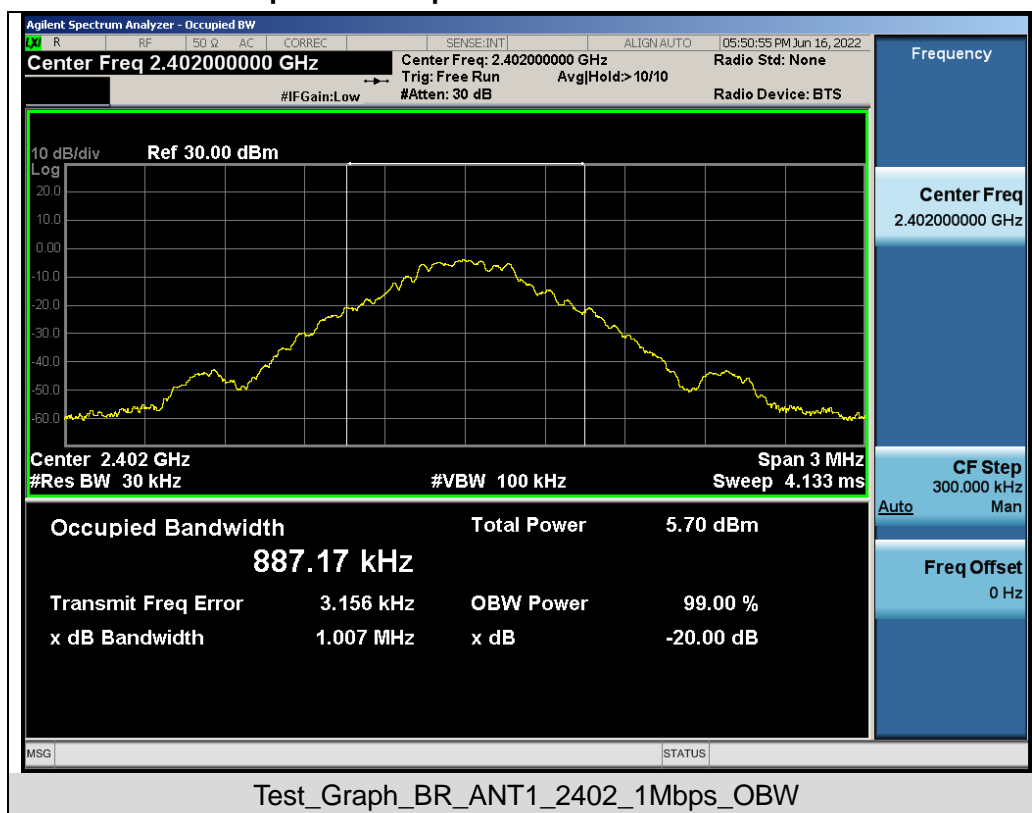 Agilent Spectrum Analyzer - Occupied BW
LXI R RF 50 Ω AC CORREC SENSE:INT ALIGN AUTO 05:50:55 PM Jun 16, 2022
Center Freq 2.402000000 GHz
Center Freq: 2.402000000 GHz
Radio Std: None
Trig: Free Run Avg|Hold:> 10/10
#IFGain:Low #Atten: 30 dB Radio Device: BTS
10 dB/div Ref 30.00 dBm
Log
20.0
10.0
0.00
-10.0
-20.0
-30.0
-40.0
-50.0
-60.0
Center 2.402 GHz Span 3 MHz
#Res BW 30 kHz #VBW 100 kHz Sweep 4.133 ms
Occupied Bandwidth Total Power 5.70 dBm
887.17 kHz
Transmit Freq Error 3.156 kHz OBW Power 99.00 %
x dB Bandwidth 1.007 MHz x dB -20.00 dB
MSG STATUS
Frequency
Center Freq
2.402000000 GHz
CF Step
300.000 kHz
Auto Man
Freq Offset
0 Hz
Test_Graph_BR_ANT1_2402_1Mbps_OBW